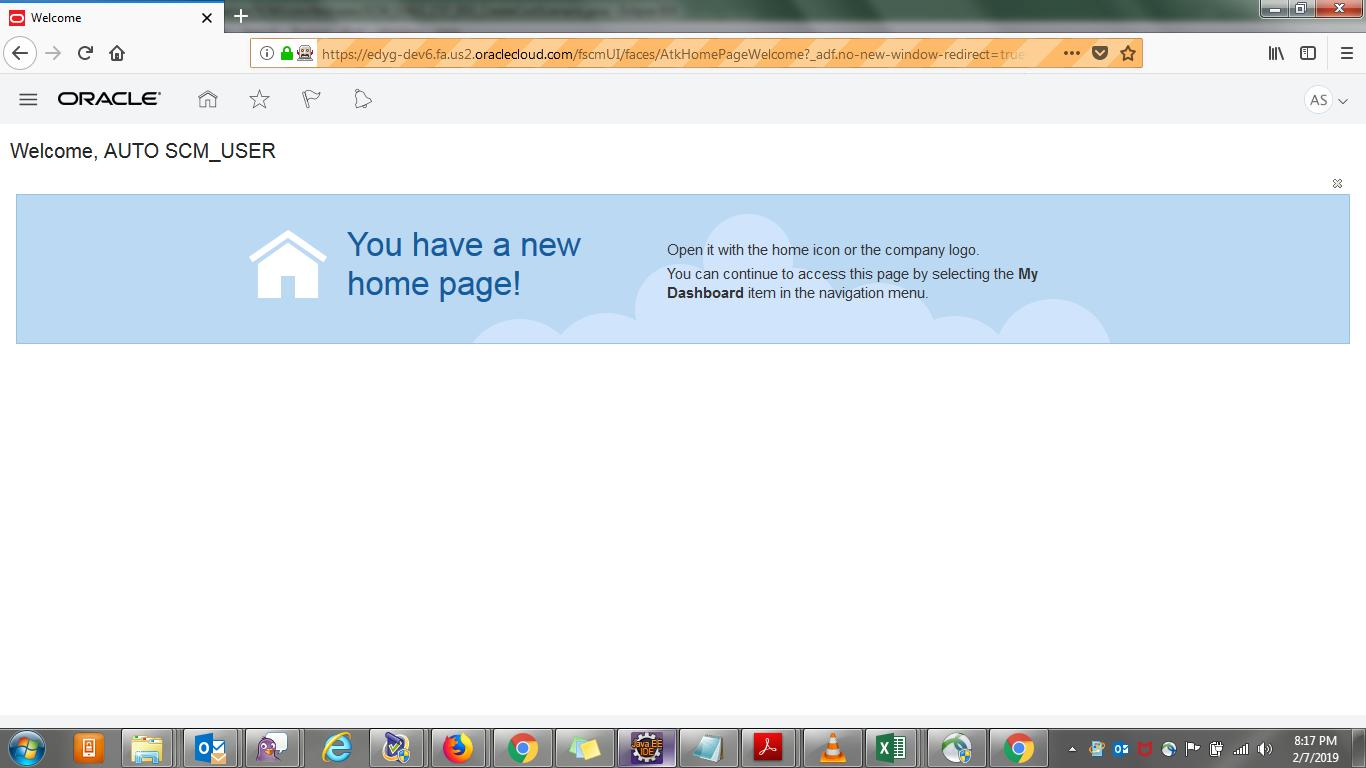 Welcome
https://edyg-dev6.fa.us2.oraclecloud.com/fscmUI/faces/AtkHomePageWelcome?_adf.no-new-window-redirect=true
ORACLE
AS
Welcome, AUTO SCM_USER
You have a new
home page!
Open it with the home icon or the company logo.
You can continue to access this page by selecting the My
Dashboard item in the navigation menu.
Java EE
IDE
8:17 PM
2/7/2019